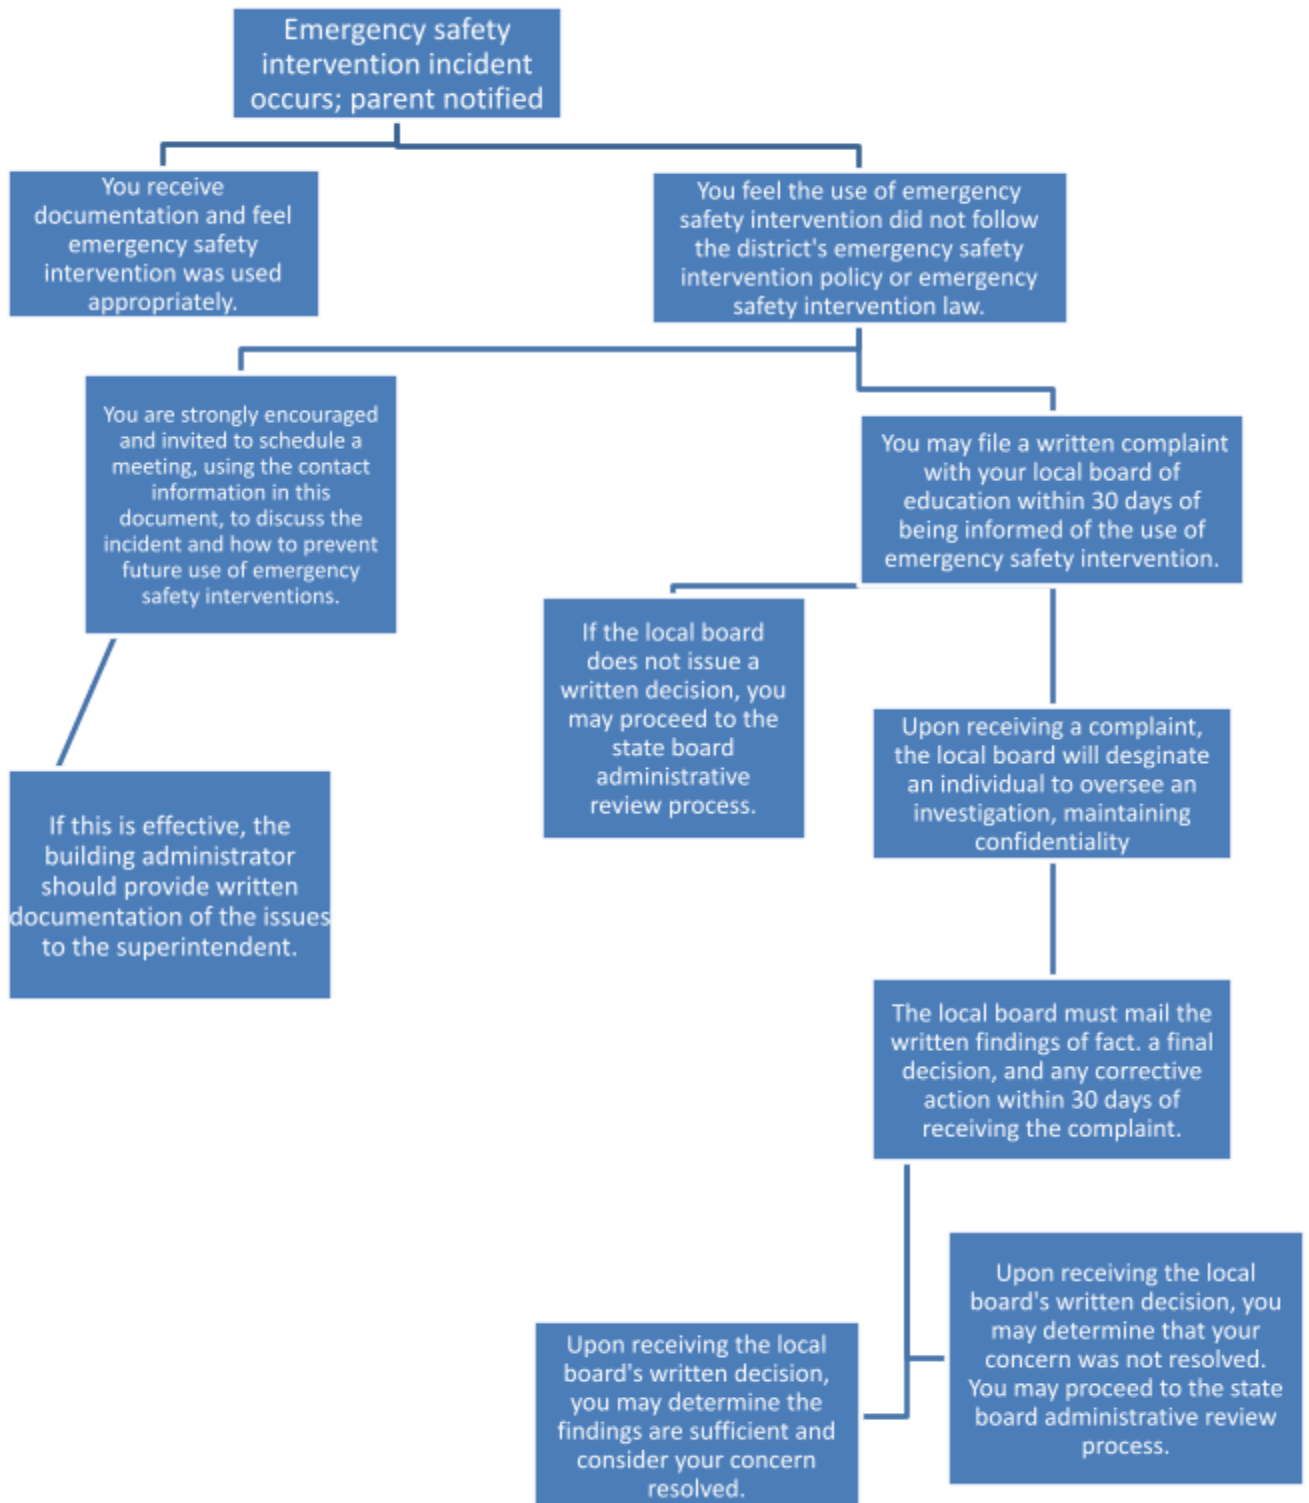 Emergency safety
intervention incident
occurs; parent notified
You receive
documentation and feel
emergency safety
intervention was used
appropriately.
You feel the use of emergency
safety intervention did not follow
the district's emergency safety
intervention policy or emergency
safety intervention law.
You are strongly encouraged
and invited to schedule a
meeting, using the contact
information in this
document, to discuss the
incident and how to prevent
future use of emergency
safety interventions.
You may file a written complaint
with your local board of
education within 30 days of
being informed of the use of
emergency safety intervention.
If the local board
does not issue a
written decision, you
may proceed to the
state board
administrative
review process.
Upon receiving a complaint,
the local board will desginate
an individual to oversee an
investigation, maintaining
confidentiality
If this is effective, the
building administrator
should provide written
documentation of the issues
to the superintendent.
The local board must mail the
written findings of fact. a final
decision, and any corrective
action within 30 days of
receiving the complaint.
Upon receiving the local
board's written decision, you
may determine that your
concern was not resolved.
You may proceed to the state
board administrative review
process.
Upon receiving the local
board's written decision,
you may determine the
findings are sufficient and
consider your concern
resolved.